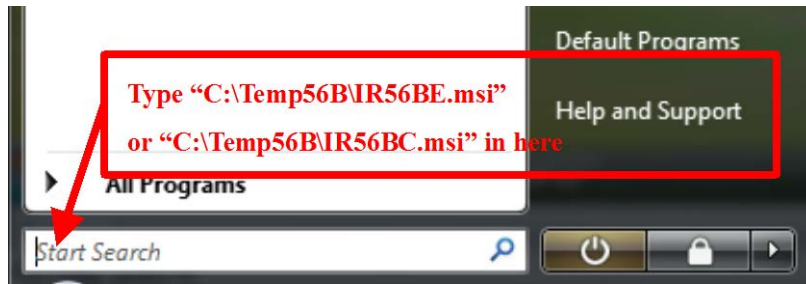 Default Programs
Type “C:\Temp56B\IR56BE.msi”
or “C:\Temp56B\IR56BC.msi” in here
Help and Support
All Programs
Start Search